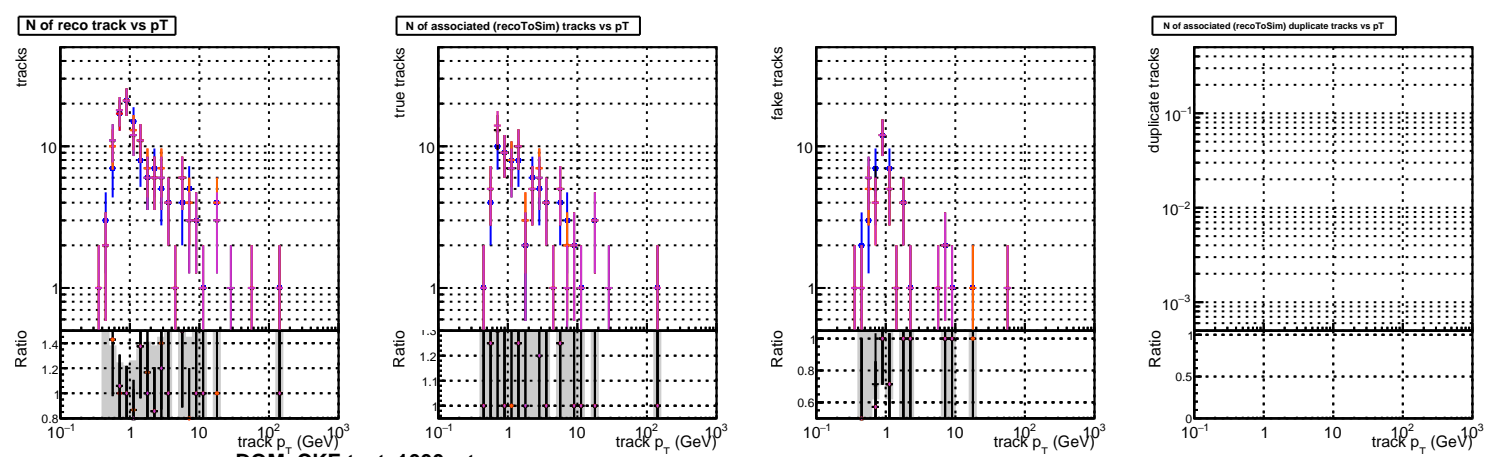 N of reco track vs pT
tracks
10
1
Ratio
1.4
1.2
1
0.8
10⁻¹ 1 10 10² 10³
track p_T (GeV)
N of associated (recoToSim) tracks vs pT
true tracks
10
1
Ratio
1.2
1.1
1
10⁻¹ 1 10 10² 10³
track p_T (GeV)
fake tracks
10
1
Ratio
1
0.8
0.6
10⁻¹ 1 10 10² 10³
track p_T (GeV)
N of associated (recoToSim) duplicate tracks vs pT
duplicate tracks
10⁻¹
10⁻²
10⁻³
Ratio
1
0.5
0
10⁻¹ 1 10 10² 10³
track p_T (GeV)